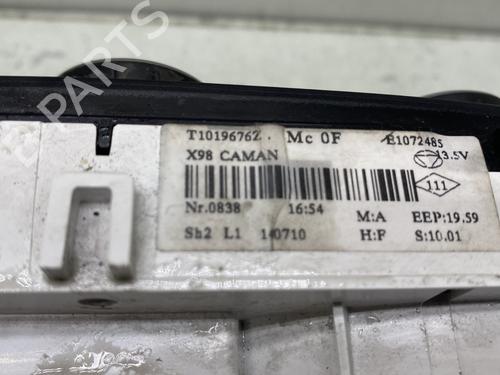 T1019676Z. Mc 0F E1072485
X98 CAMAN 13.5V
111
Nr.0838 16:54 M:A EEP:19.59
Sh2 L1 140710 H:F S:10.01
B PARTS